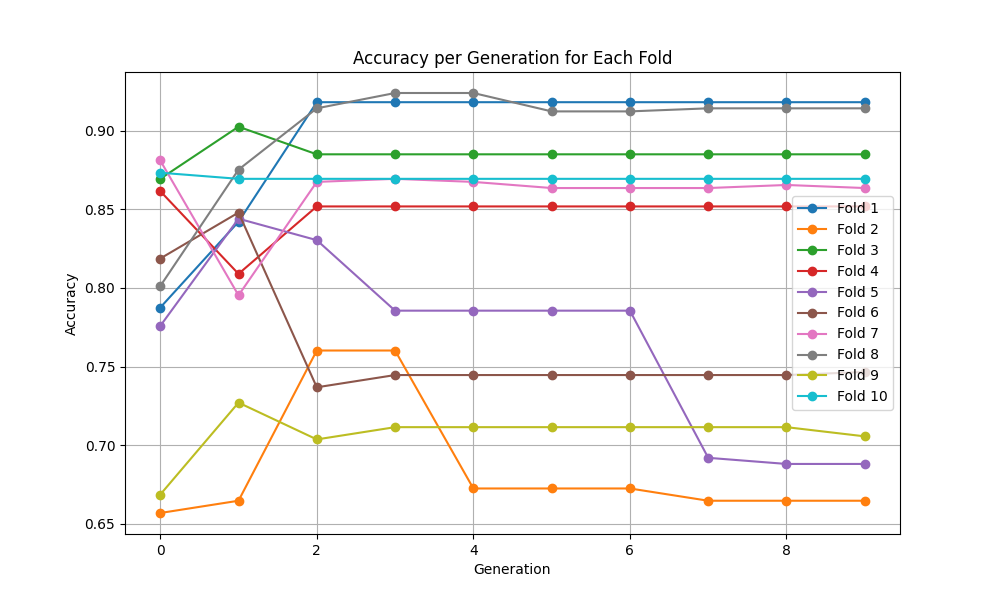 Accuracy per Generation for Each Fold
Accuracy
0.90
0.85
0.80
0.75
0.70
0.65
Fold 1
Fold 2
Fold 3
Fold 4
Fold 5
Fold 6
Fold 7
Fold 8
Fold 9
Fold 10
0 2 4 6 8
Generation